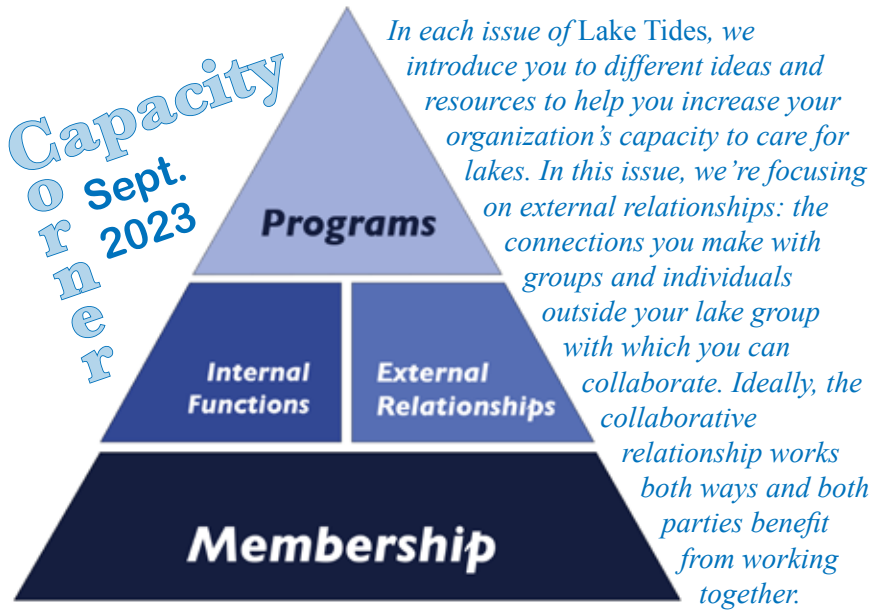 Capacity
Corner
Sept.
2023
In each issue of Lake Tides, we
introduce you to different ideas and
resources to help you increase your
organization’s capacity to care for
lakes. In this issue, we’re focusing
on external relationships: the
connections you make with
groups and individuals
outside your lake group
with which you can
collaborate. Ideally, the
collaborative
relationship works
both ways and both
parties benefit
from working
together.
Programs
Internal
Functions
External
Relationships
Membership